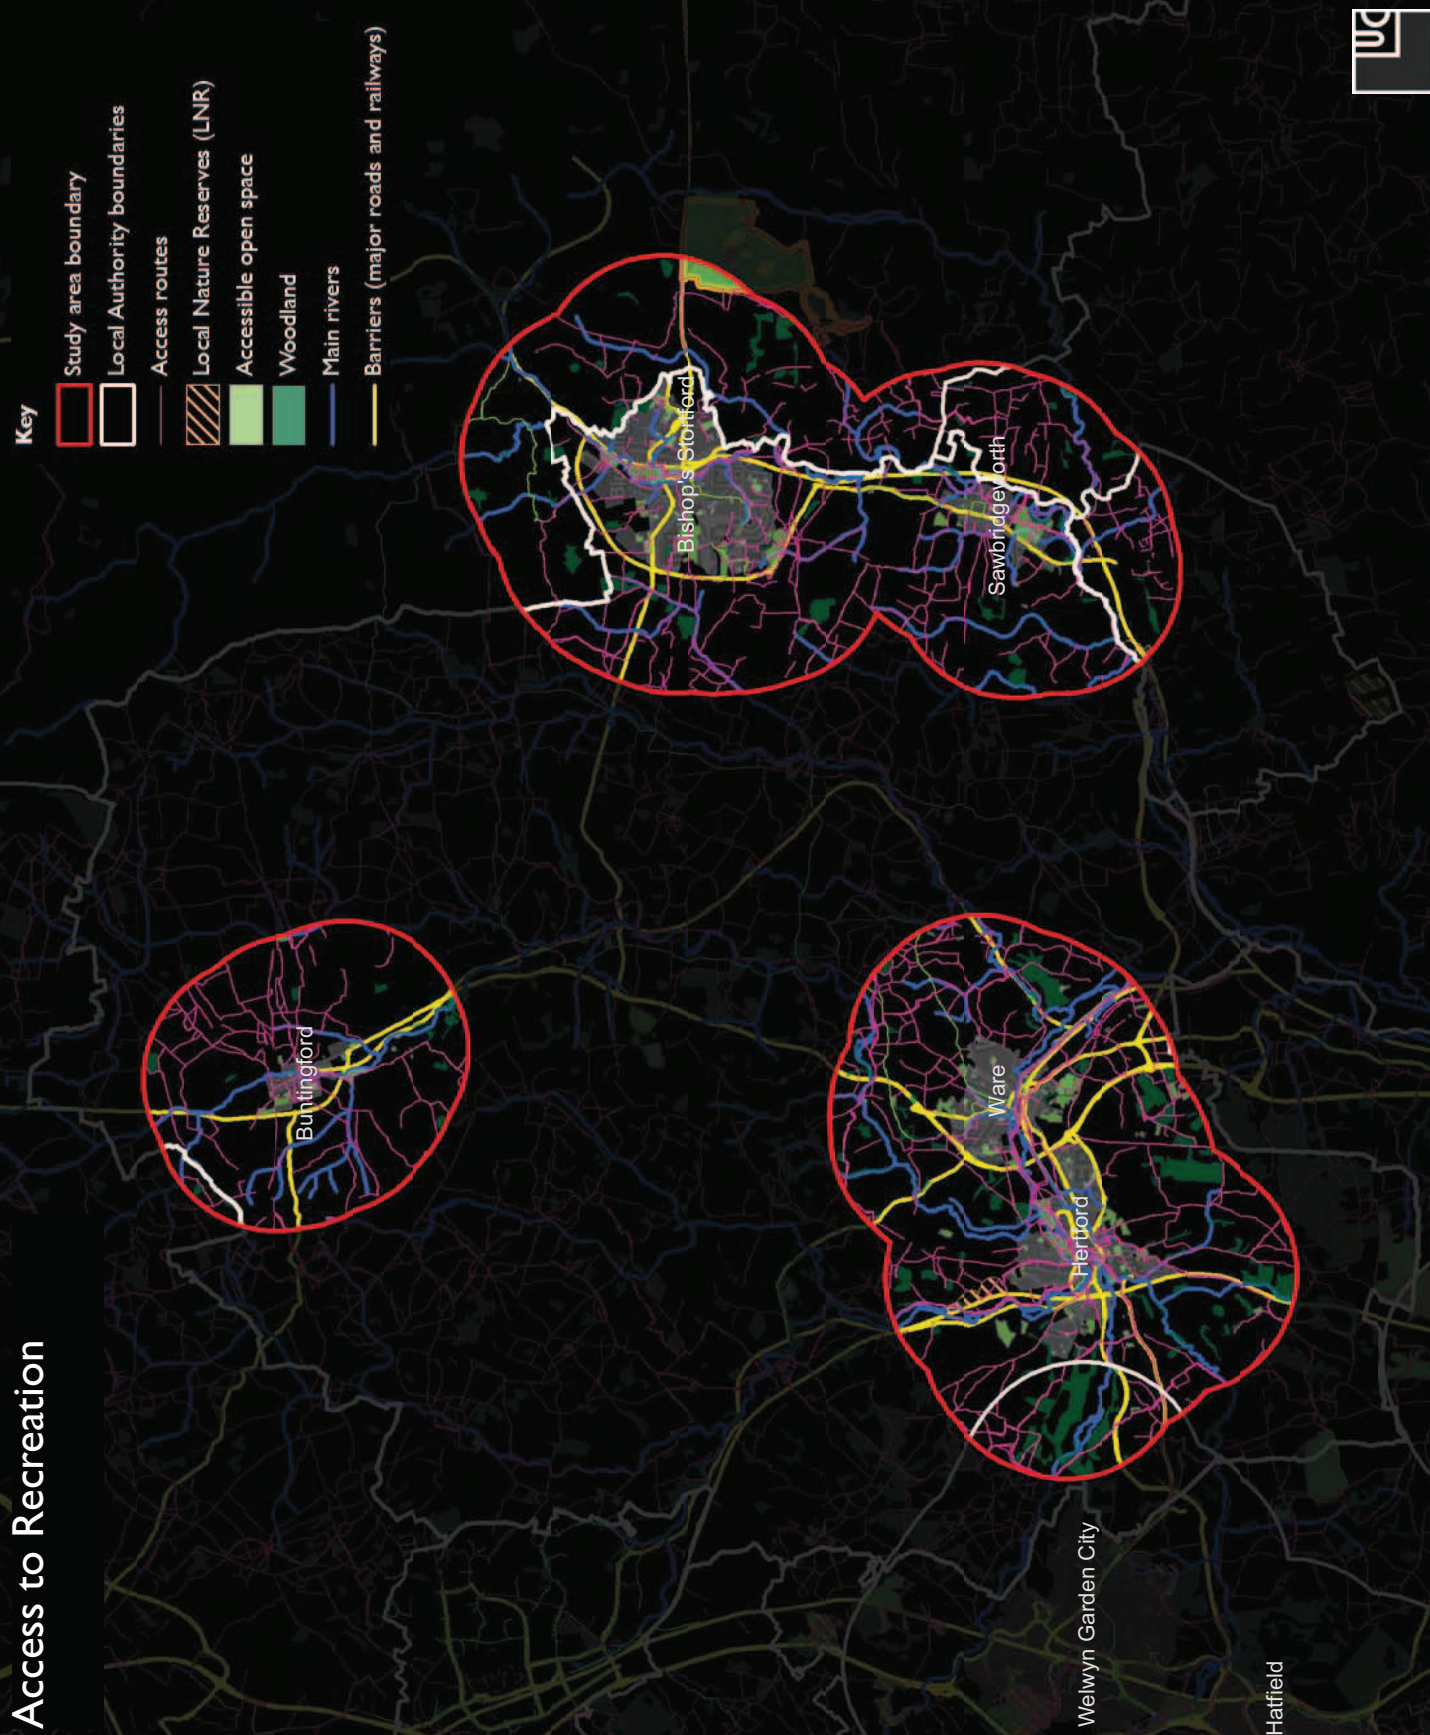 Access to Recreation
Key
Study area boundary
Local Authority boundaries
Access routes
Local Nature Reserves (LNR)
Accessible open space
Woodland
Main rivers
Barriers (major roads and railways)
Buntingford
Bishop's Stortford
Sawbridgeworth
Ware
Hertford
Welwyn Garden City
Hatfield
UC